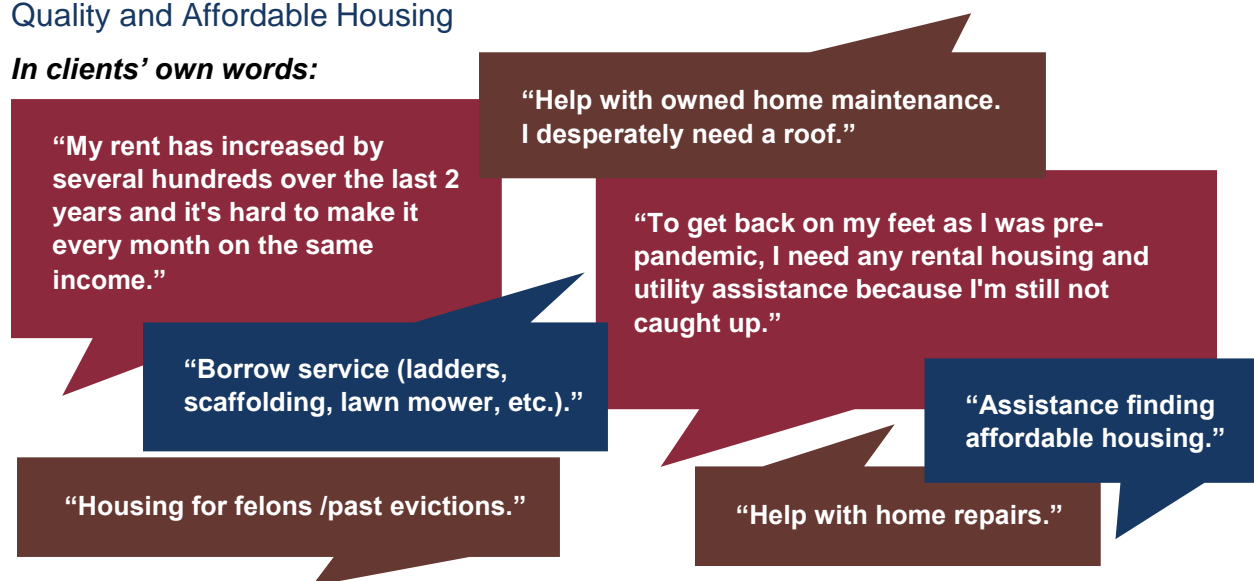 Quality and Affordable Housing
In clients’ own words:
“Help with owned home maintenance.
I desperately need a roof.”
“My rent has increased by
several hundreds over the last 2
years and it's hard to make it
every month on the same
income.”
“To get back on my feet as I was pre-
pandemic, I need any rental housing and
utility assistance because I'm still not
caught up.”
“Borrow service (ladders,
scaffolding, lawn mower, etc.).”
“Assistance finding
affordable housing.”
“Housing for felons /past evictions.”
“Help with home repairs.”